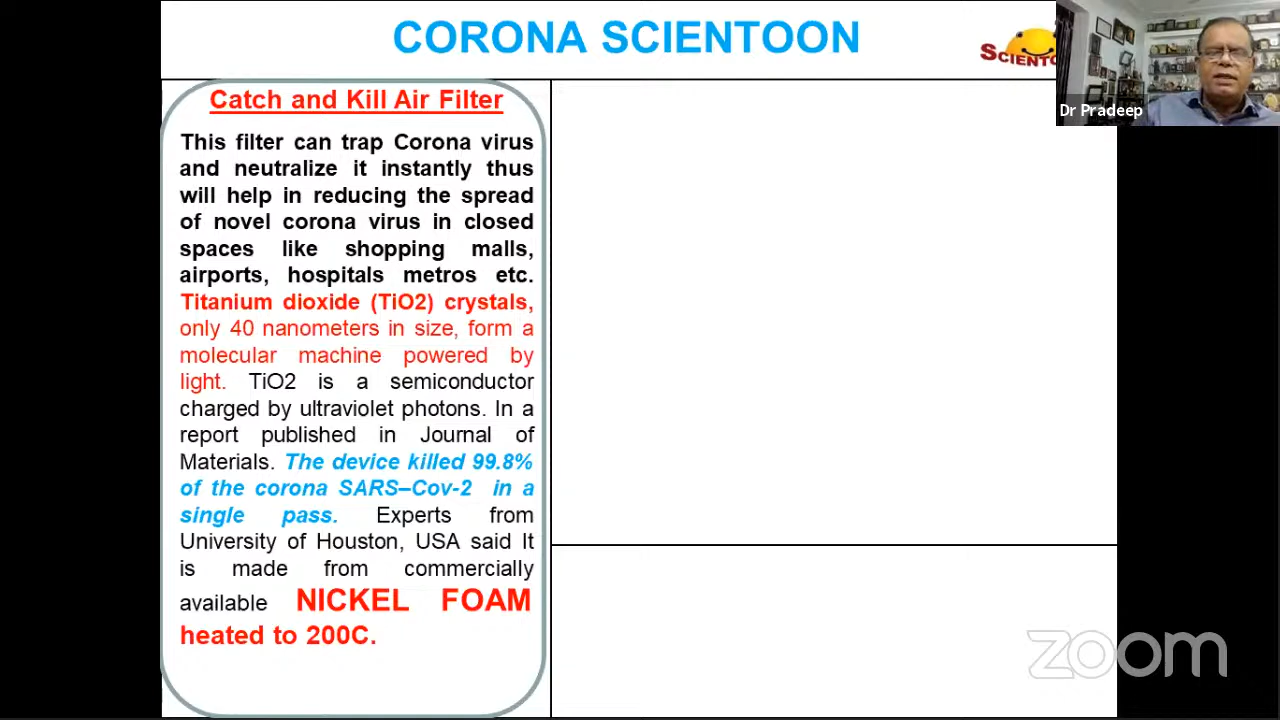 CORONA SCIENTOON
SCIENTO
Dr Pradeep
Catch and Kill Air Filter
This filter can trap Corona virus
and neutralize it instantly thus
will help in reducing the spread
of novel corona virus in closed
spaces like shopping malls,
airports, hospitals metros etc.
Titanium dioxide (TiO2) crystals,
only 40 nanometers in size, form a
molecular machine powered by
light. TiO2 is a semiconductor
charged by ultraviolet photons. In a
report published in Journal of
Materials. The device killed 99.8%
of the corona SARS–Cov-2 in a
single pass. Experts from
University of Houston, USA said It
is made from commercially
available NICKEL FOAM
heated to 200C.
zoom